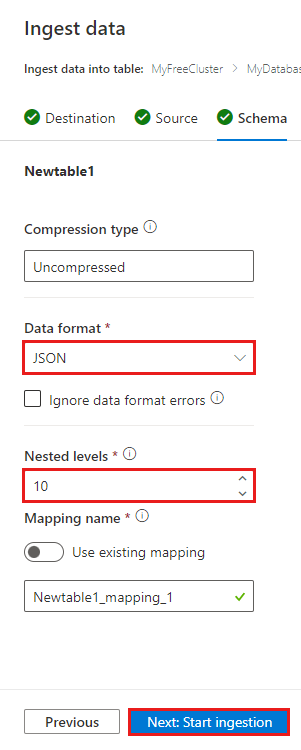 Ingest data
Ingest data into table: MyFreeCluster > MyDatabas
Destination Source Schema
Newtable1
Compression type
Uncompressed
Data format *
JSON
Ignore data format errors
Nested levels *
10
Mapping name *
Use existing mapping
Newtable1_mapping_1
Previous Next: Start ingestion